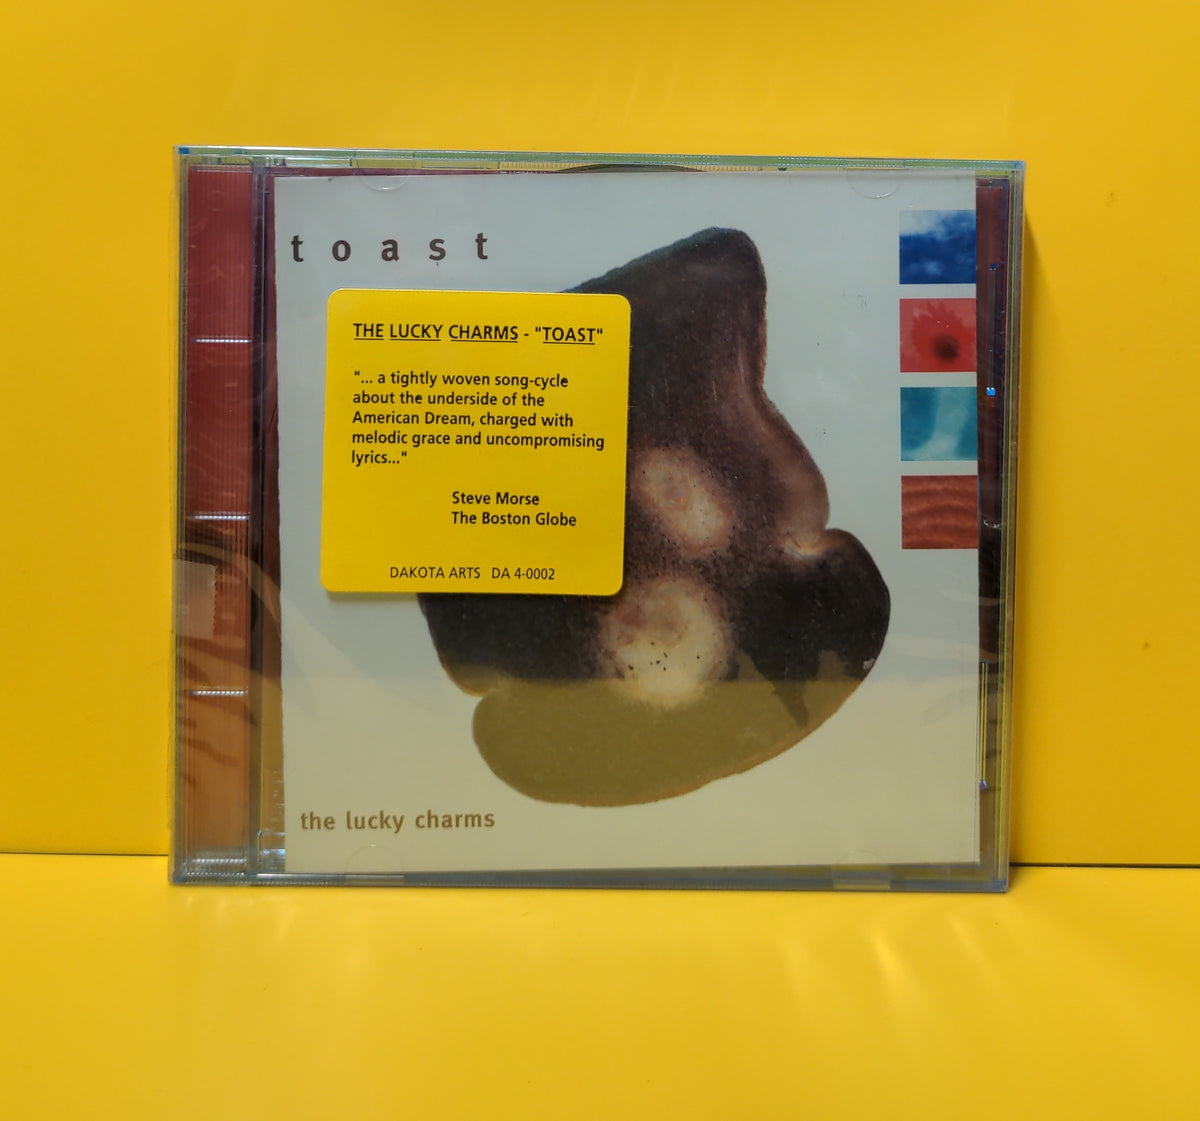 toast
THE LUCKY CHARMS - "TOAST"
"... a tightly woven song-cycle
about the underside of the
American Dream, charged with
melodic grace and uncompromising
lyrics..."
Steve Morse
The Boston Globe
DAKOTA ARTS DA 4-0002
the lucky charms